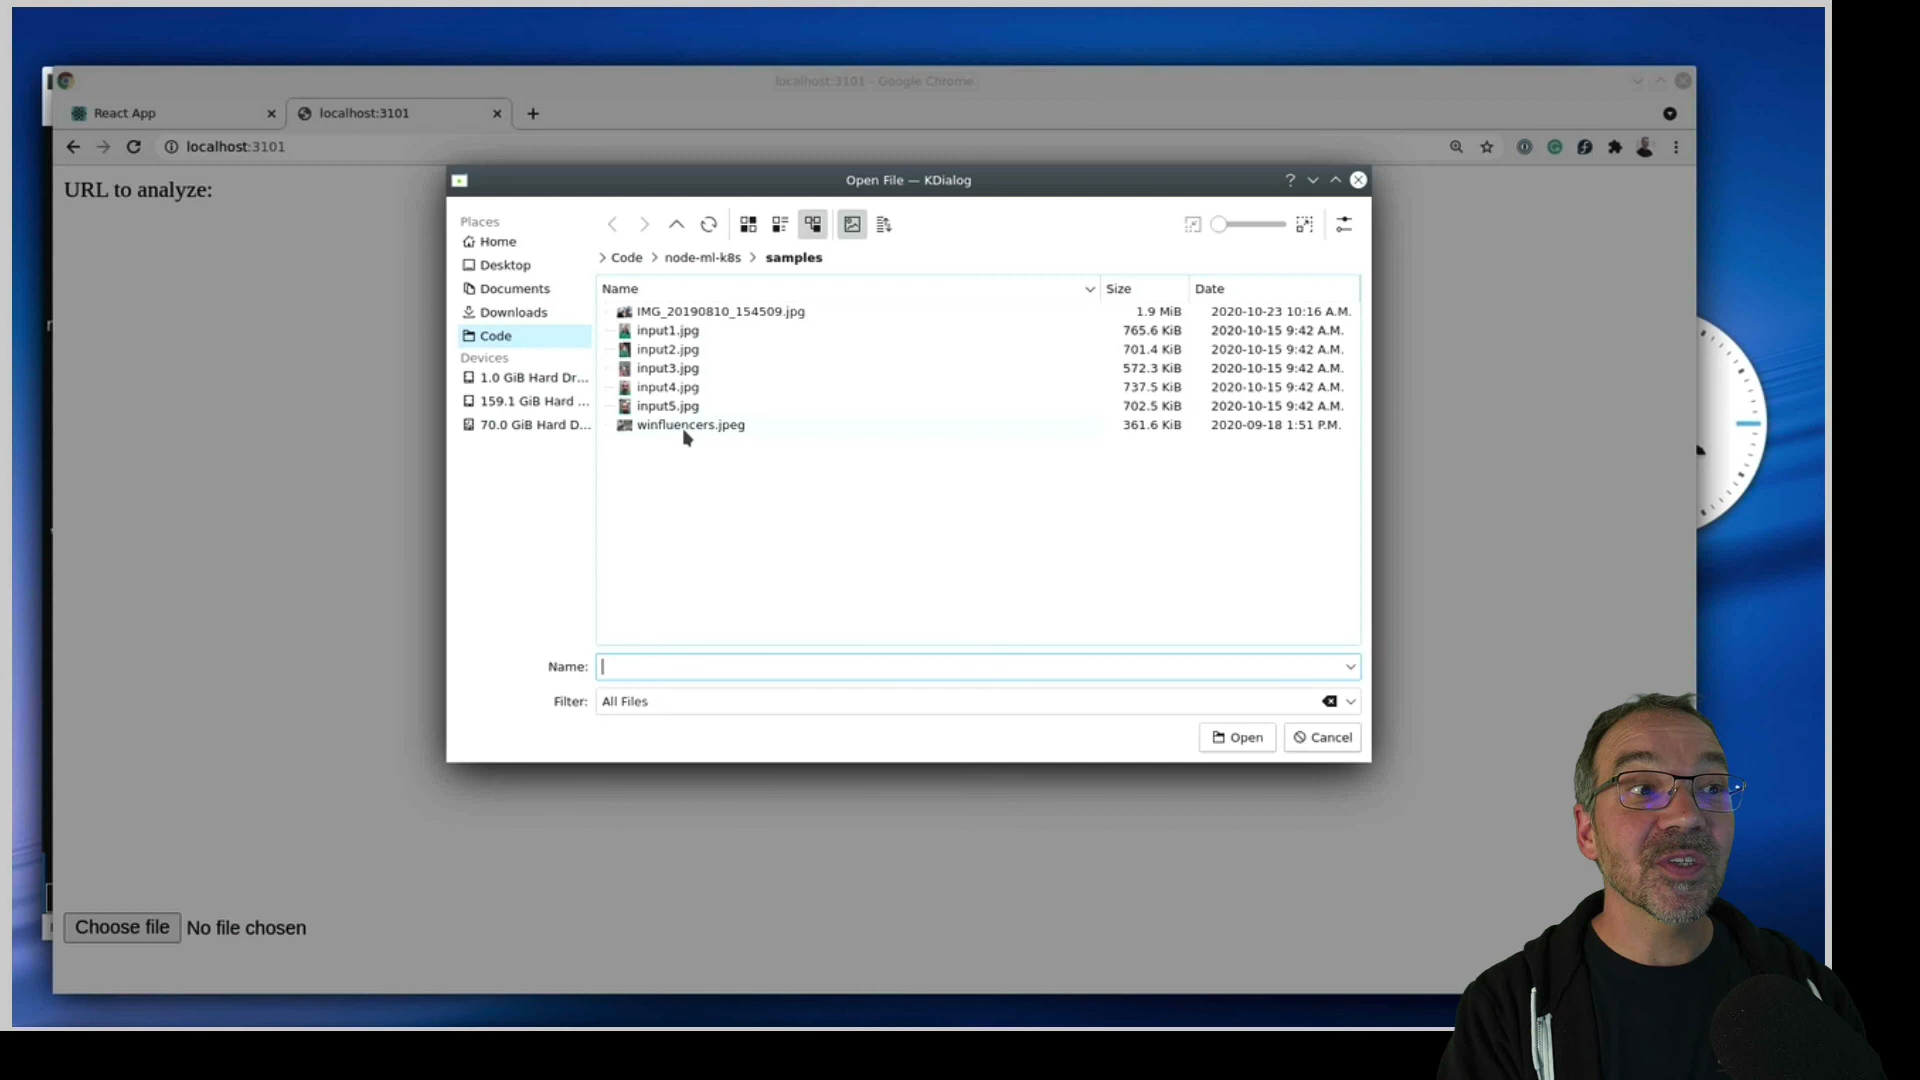 localhost:3101 - Google Chrome
React App
localhost:3101
localhost:3101
URL to analyze:
Open File — KDialog
Places
Home
Desktop
Documents
Downloads
Code
Devices
1.0 GiB Hard Dr...
159.1 GiB Hard ...
70.0 GiB Hard D...
> Code > node-ml-k8s > samples
Name Size Date
IMG_20190810_154509.jpg 1.9 MiB 2020-10-23 10:16 A.M.
input1.jpg 765.6 KiB 2020-10-15 9:42 A.M.
input2.jpg 701.4 KiB 2020-10-15 9:42 A.M.
input3.jpg 572.3 KiB 2020-10-15 9:42 A.M.
input4.jpg 737.5 KiB 2020-10-15 9:42 A.M.
input5.jpg 702.5 KiB 2020-10-15 9:42 A.M.
winfluencers.jpeg 361.6 KiB 2020-09-18 1:51 P.M.
Name:
Filter: All Files
Open Cancel
Choose file No file chosen